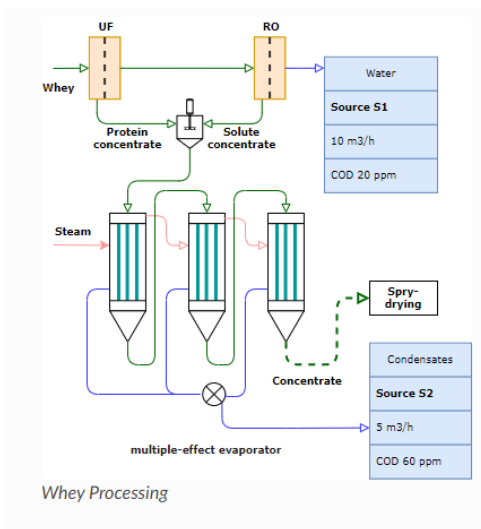 UF
RO
Whey
Water
Source S1
10 m3/h
COD 20 ppm
Protein
concentrate
Solute
concentrate
Steam
Spry-
drying
Concentrate
Condensates
Source S2
5 m3/h
COD 60 ppm
multiple-effect evaporator
Whey Processing